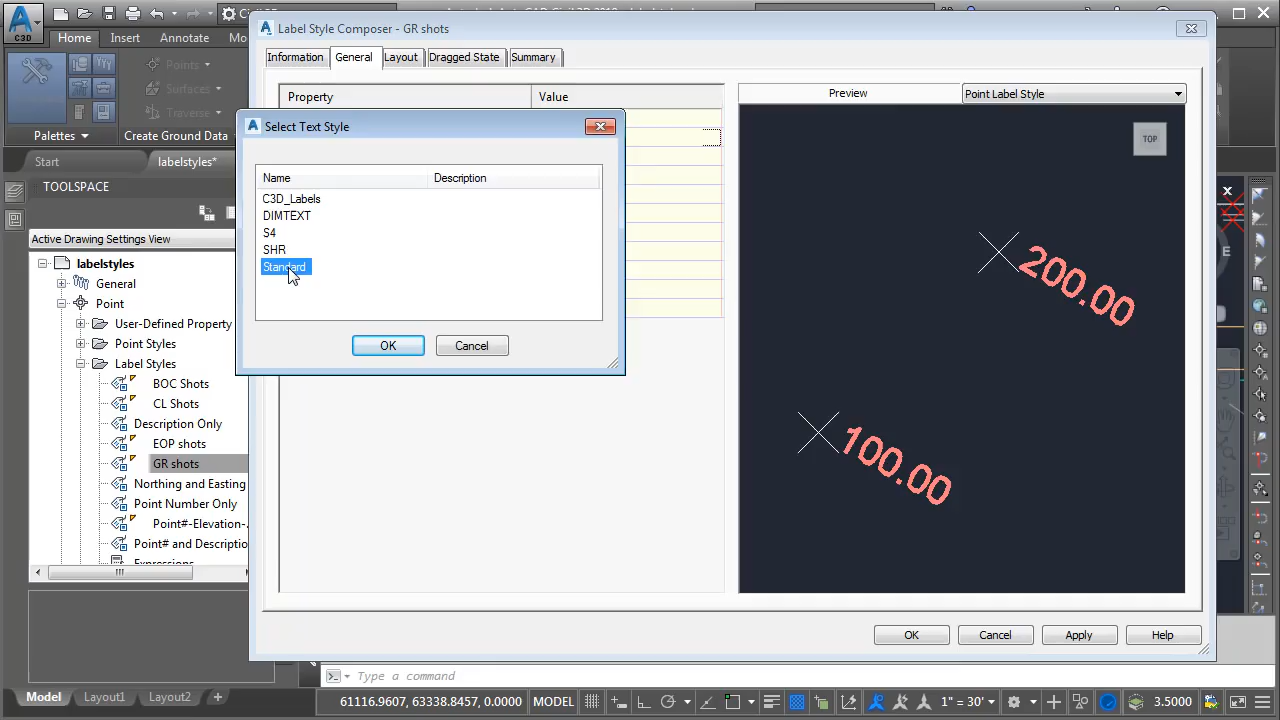 C3D
Home
Insert
Annotate
Points
Surfaces
Traverse
Palettes
Create Ground Data
Start
labelstyles*
TOOLSPACE
Active Drawing Settings View
labelstyles
General
Point
User-Defined Property
Point Styles
Label Styles
BOC Shots
CL Shots
Description Only
EOP shots
GR shots
Northing and Easting
Point Number Only
Point#-Elevation-
Point# and Descriptio
Expressions
Label Style Composer - GR shots
Information
General
Layout
Dragged State
Summary
Property
Value
Preview
Point Label Style
Select Text Style
Name
Description
C3D_Labels
DIMTEXT
S4
SHR
Standard
OK
Cancel
TOP
200.00
100.00
E
OK
Cancel
Apply
Help
Type a command
Model
Layout1
Layout2
61116.9607, 63338.8457, 0.0000
MODEL
1" = 30'
3.5000